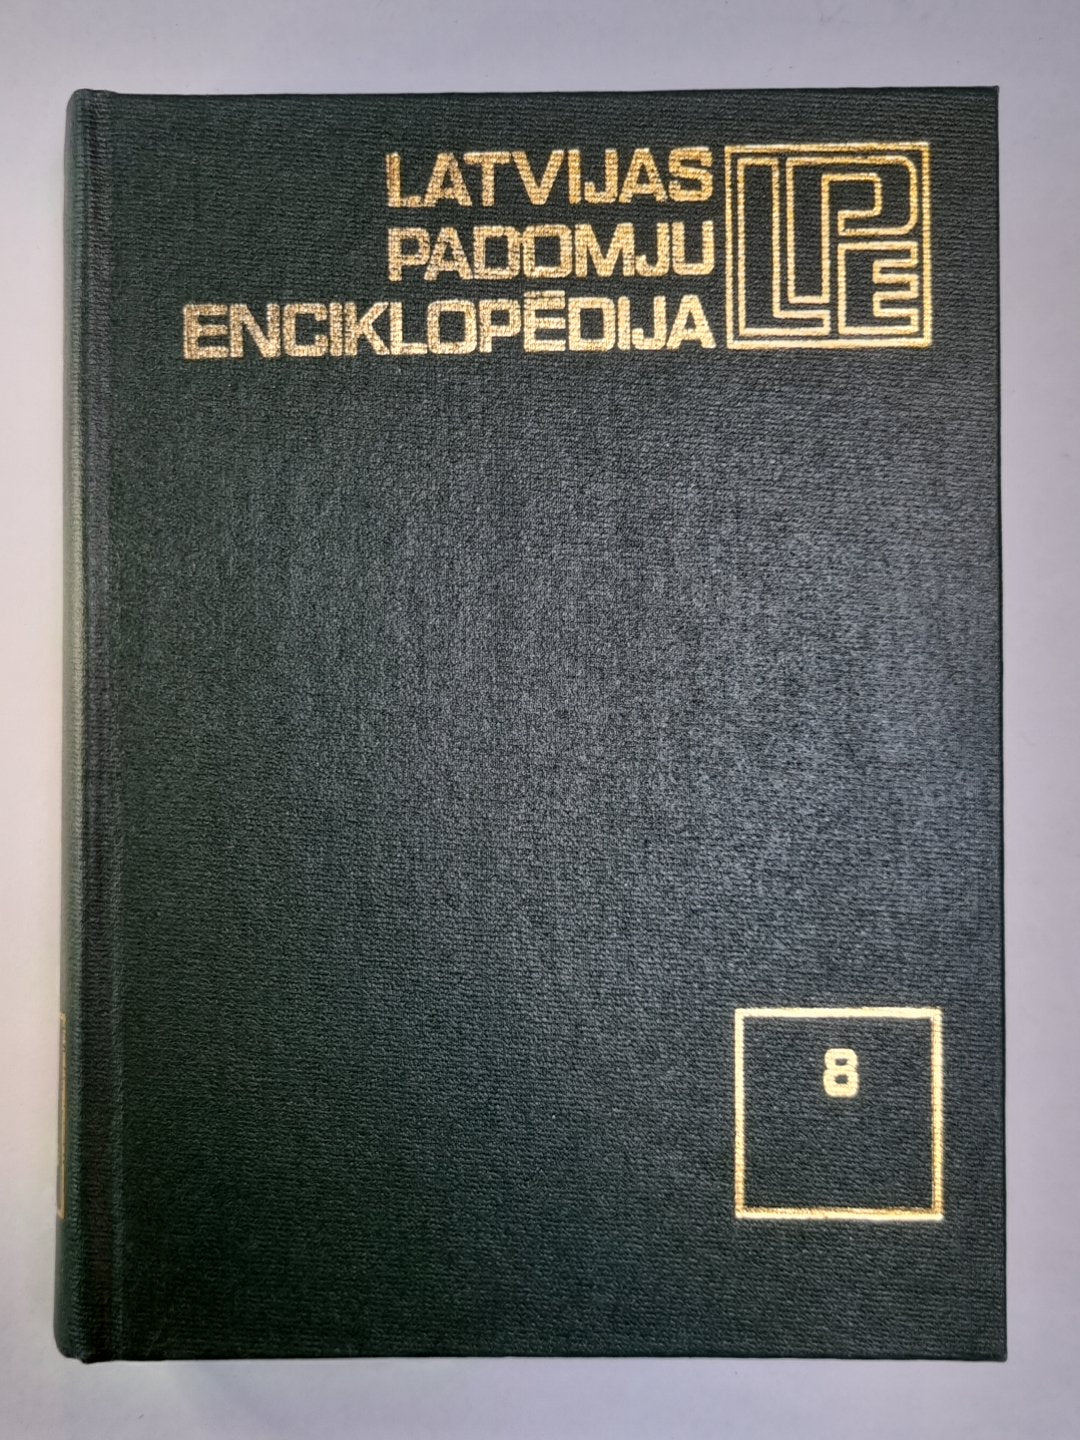 LATVIJAS
PADOMJU
ENCIKLOPĒDIJA
LPE
8